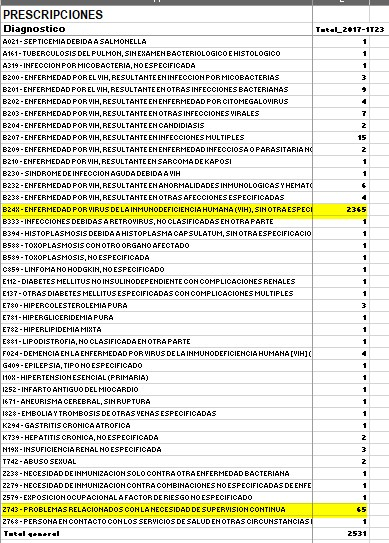 PRESCRIPCIONES
Diagnostico Total_2017-1T23
A021 - SEPTICEMIA DEBIDA A SALMONELLA 1
A161 - TUBERCULOSIS DEL PULMON, SIN EXAMEN BACTERIOLOGICO E HISTOLOGICO 1
A319 - INFECCION POR MICOBACTERIA, NO ESPECIFICADA 1
B200 - ENFERMEDAD POR EL VIH, RESULTANTE EN INFECCION POR MICOBACTERIAS 3
B201 - ENFERMEDAD POR VIH, RESULTANTE EN OTRAS INFECCIONES BACTERIANAS 9
B202 - ENFERMEDAD POR VIH, RESULTANTE EN ENFERMEDAD POR CITOMEGALOVIRUS 4
B203 - ENFERMEDAD POR VIH, RESULTANTE EN OTRAS INFECCIONES VIRALES 7
B204 - ENFERMEDAD POR VIH, RESULTANTE EN CANDIDIASIS 2
B207 - ENFERMEDAD POR VIH, RESULTANTE EN INFECCIONES MULTIPLES 15
B209 - ENFERMEDAD POR VIH, RESULTANTE EN ENFERMEDAD INFECCIOSA O PARASITARIA NO 2
B210 - ENFERMEDAD POR VIH, RESULTANTE EN SARCOMA DE KAPOSI 1
B230 - SINDROME DE INFECCION AGUDA DEBIDA A VIH 1
B232 - ENFERMEDAD POR VIH, RESULTANTE EN ANORMALIDADES INMUNOLOGICAS Y HEMATO 6
B238 - ENFERMEDAD POR VIH, RESULTANTE EN OTRAS AFECCIONES ESPECIFICADAS 4
B24X - ENFERMEDAD POR VIRUS DE LA INMUNODEFICIENCIA HUMANA (VIH), SIN OTRA ESPECI 2365
B333 - INFECCIONES DEBIDAS A RETROVIRUS, NO CLASIFICADAS EN OTRA PARTE 1
B394 - HISTOPLASMOSIS DEBIDA A HISTOPLASMA CAPSULATUM, SIN OTRA ESPECIFICACIO 1
B588 - TOXOPLASMOSIS CON OTRO ORGANO AFECTADO 1
B589 - TOXOPLASMOSIS, NO ESPECIFICADA 1
C859 - LINFOMA NO HODGKIN, NO ESPECIFICADO 1
E112 - DIABETES MELLITUS NO INSULINODEPENDIENTE CON COMPLICACIONES RENALES 1
E137 - OTRAS DIABETES MELLITUS ESPECIFICADAS CON COMPLICACIONES MULTIPLES 1
E780 - HIPERCOLESTEROLEMIA PURA 3
E781 - HIPERGLICERIDEMIA PURA 1
E782 - HIPERLIPIDEMIA MIXTA 1
E881 - LIPODISTROFIA, NO CLASIFICADA EN OTRA PARTE 1
F024 - DEMENCIA EN LA ENFERMEDAD POR VIRUS DE LA INMUNODEFICIENCIA HUMANA [VIH] ( 4
G409 - EPILEPSIA, TIPO NO ESPECIFICADO 1
I10X - HIPERTENSION ESENCIAL (PRIMARIA) 1
I252 - INFARTO ANTIGUO DEL MIOCARDIO 1
I671 - ANEURISMA CEREBRAL, SIN RUPTURA 1
I828 - EMBOLIA Y TROMBOSIS DE OTRAS VENAS ESPECIFICADAS 1
K294 - GASTRITIS CRONICA ATROFICA 1
K739 - HEPATITIS CRONICA, NO ESPECIFICADA 2
N19X - INSUFICIENCIA RENAL NO ESPECIFICADA 3
T742 - ABUSO SEXUAL 2
Z238 - NECESIDAD DE INMUNIZACION SOLO CONTRA OTRA ENFERMEDAD BACTERIANA 1
Z279 - NECESIDAD DE INMUNIZACION CONTRA COMBINACIONES NO ESPECIFICADAS DE ENFE 1
Z579 - EXPOSICION OCUPACIONAL A FACTOR DE RIESGO NO ESPECIFICADO 1
Z743 - PROBLEMAS RELACIONADOS CON LA NECESIDAD DE SUPERVISION CONTINUA 65
Z768 - PERSONA EN CONTACTO CON LOS SERVICIOS DE SALUD EN OTRAS CIRCUNSTANCIAS 1
Total general 2531